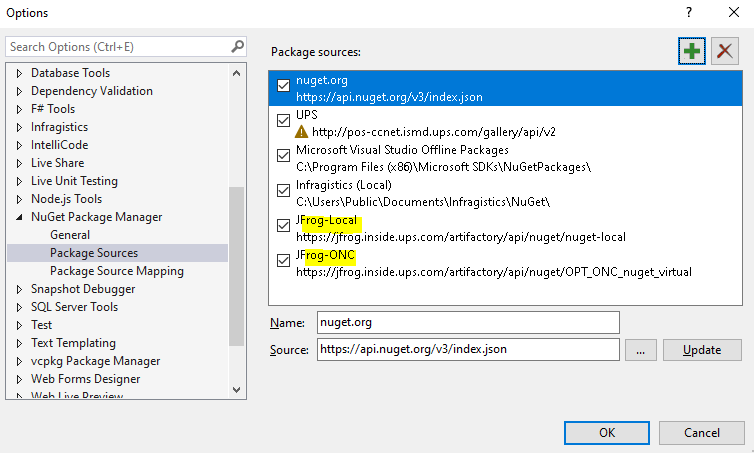 Options
?
Search Options (Ctrl+E)
Database Tools
Dependency Validation
F# Tools
Infragistics
IntelliCode
Live Share
Live Unit Testing
Node.js Tools
NuGet Package Manager
General
Package Sources
Package Source Mapping
Snapshot Debugger
SQL Server Tools
Test
Text Templating
vcpkg Package Manager
Web Forms Designer
Web Live Preview
Package sources:
nuget.org
https://api.nuget.org/v3/index.json
UPS
http://pos-ccnet.ismd.ups.com/gallery/api/v2
Microsoft Visual Studio Offline Packages
C:\Program Files (x86)\Microsoft SDKs\NuGetPackages\
Infragistics (Local)
C:\Users\Public\Documents\Infragistics\NuGet\
JFrog-Local
https://jfrog.inside.ups.com/artifactory/api/nuget/nuget-local
JFrog-ONC
https://jfrog.inside.ups.com/artifactory/api/nuget/OPT_ONC_nuget_virtual
Name: nuget.org
Source: https://api.nuget.org/v3/index.json ... Update
OK Cancel